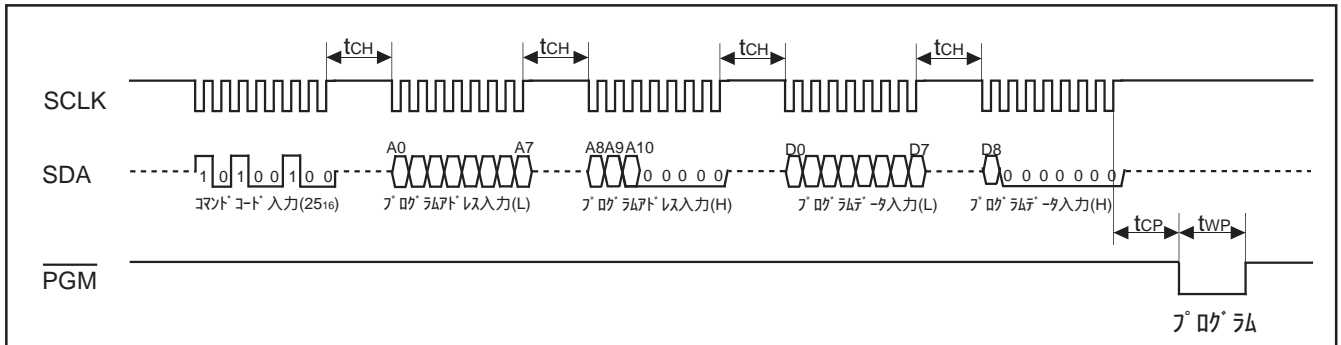 tCH tCH tCH tCH
SCLK
A0 A7 A8A9A10 D0 D7 D8
SDA
1 0 1 0 0 1 0 0 0 0 0 0 0 0 0 0 0 0 0 0
ｺﾏﾝﾄﾞ ｺｰﾄﾞ 入力(2516) ﾌﾟﾛｸﾞﾗﾑｱﾄﾞﾚｽ入力(L) ﾌﾟﾛｸﾞﾗﾑｱﾄﾞﾚｽ入力(H) ﾌﾟﾛｸﾞﾗﾑﾃﾞｰﾀ入力(L) ﾌﾟﾛｸﾞﾗﾑﾃﾞｰﾀ入力(H)
tCP tWP
PGM
ﾌﾟﾛｸﾞﾗﾑ